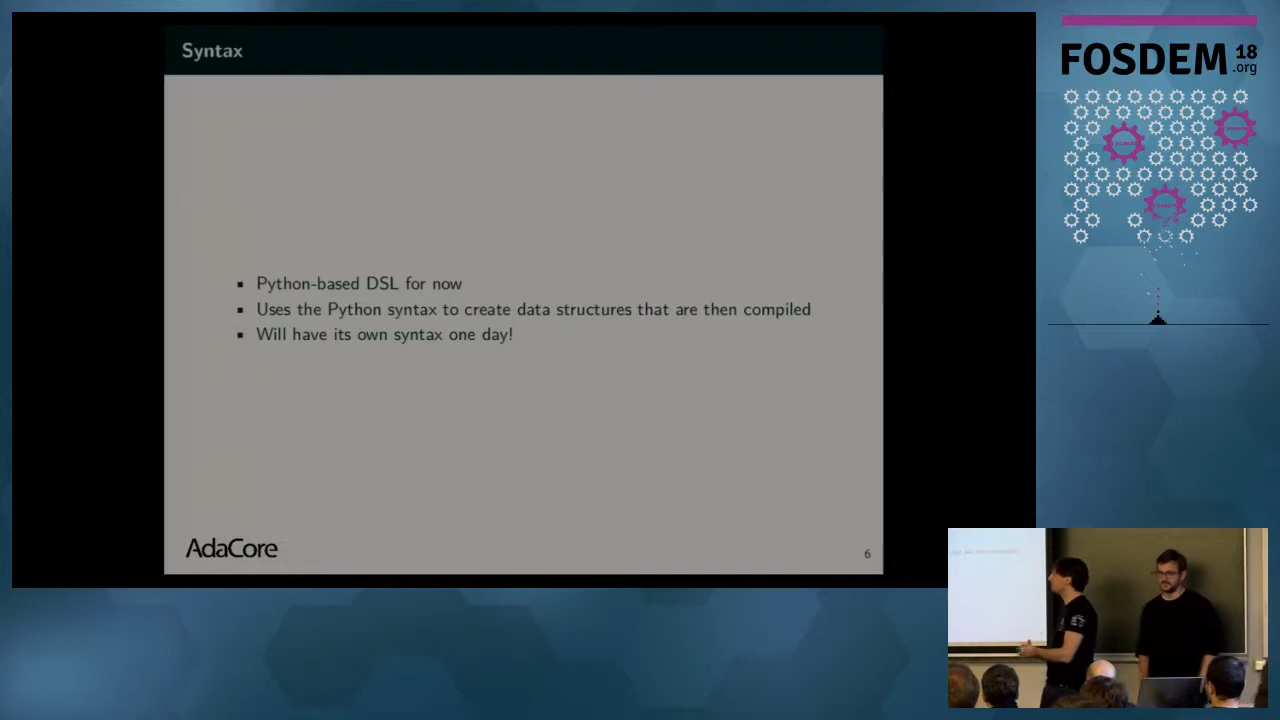 Syntax
▪ Python-based DSL for now
▪ Uses the Python syntax to create data structures that are then compiled
▪ Will have its own syntax one day!
AdaCore
6
FOSDEM 18
.org